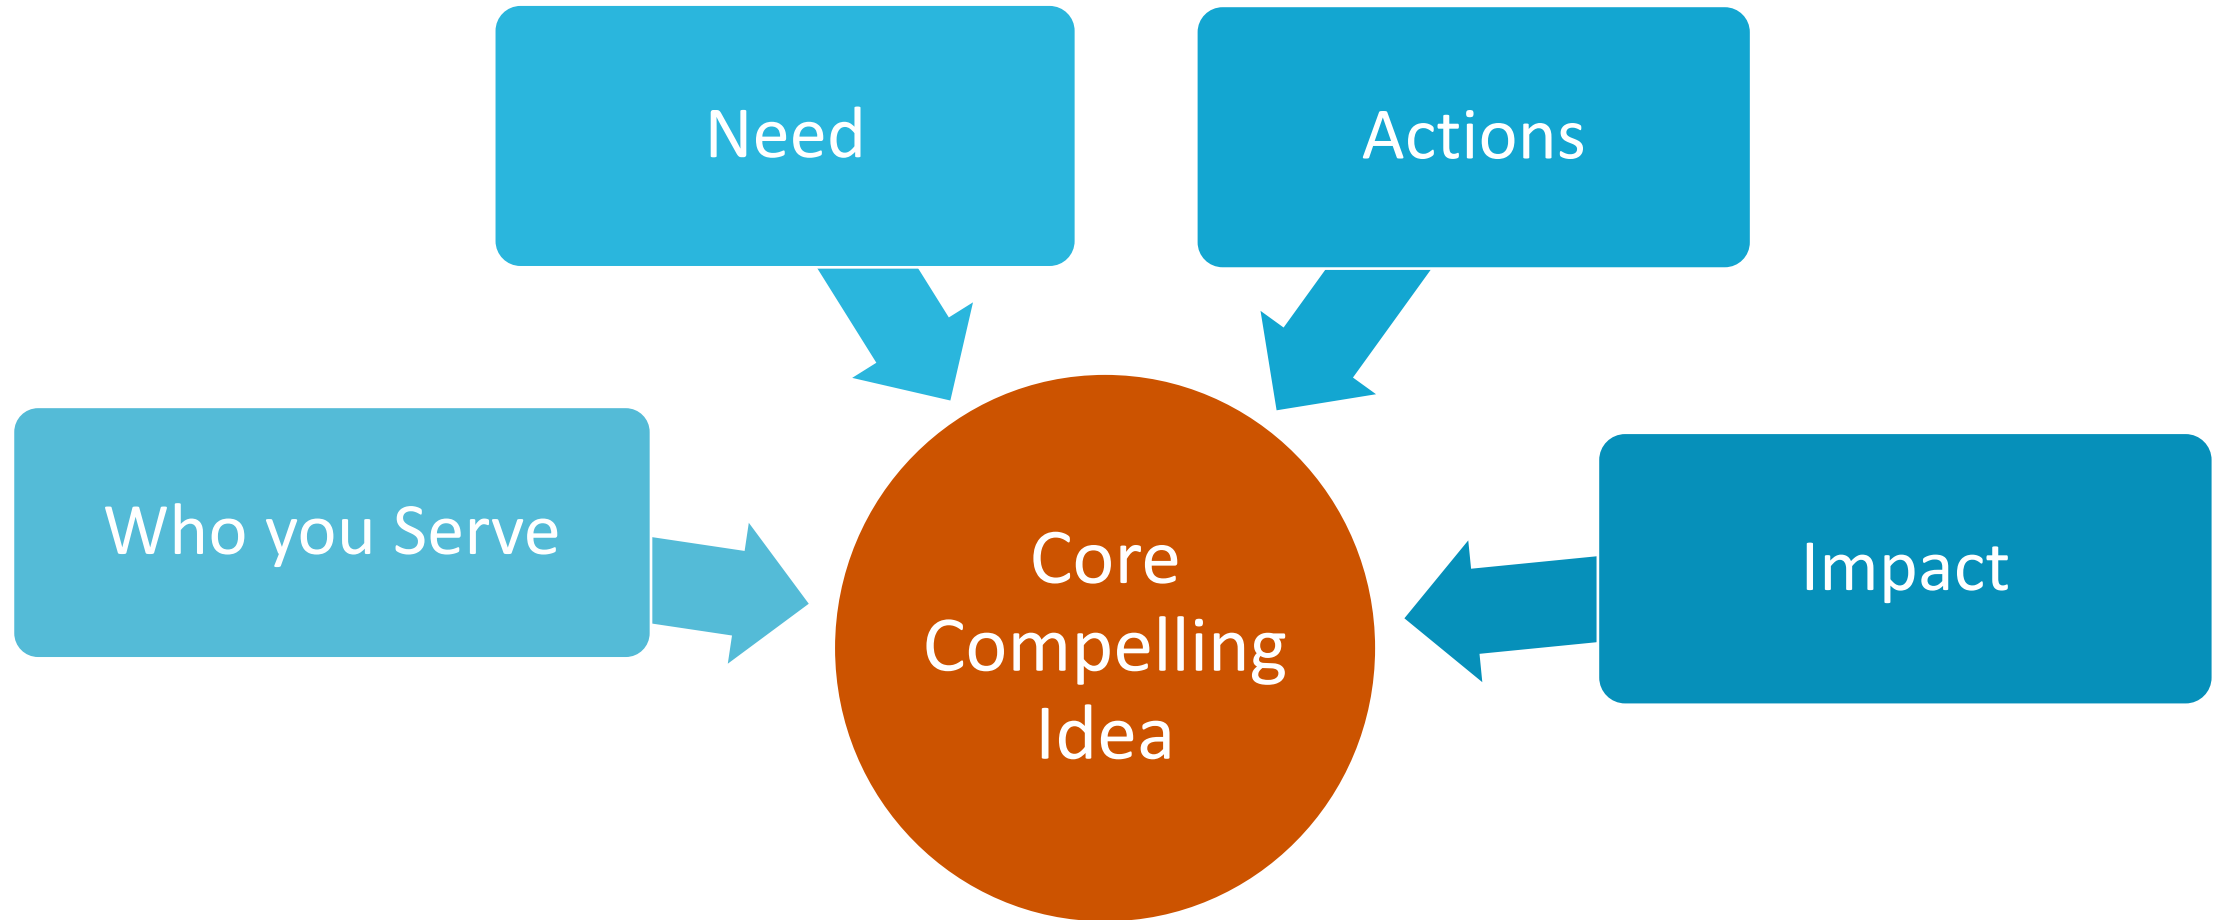 Need
Actions
Who you Serve
Core
Compelling
Idea
Impact